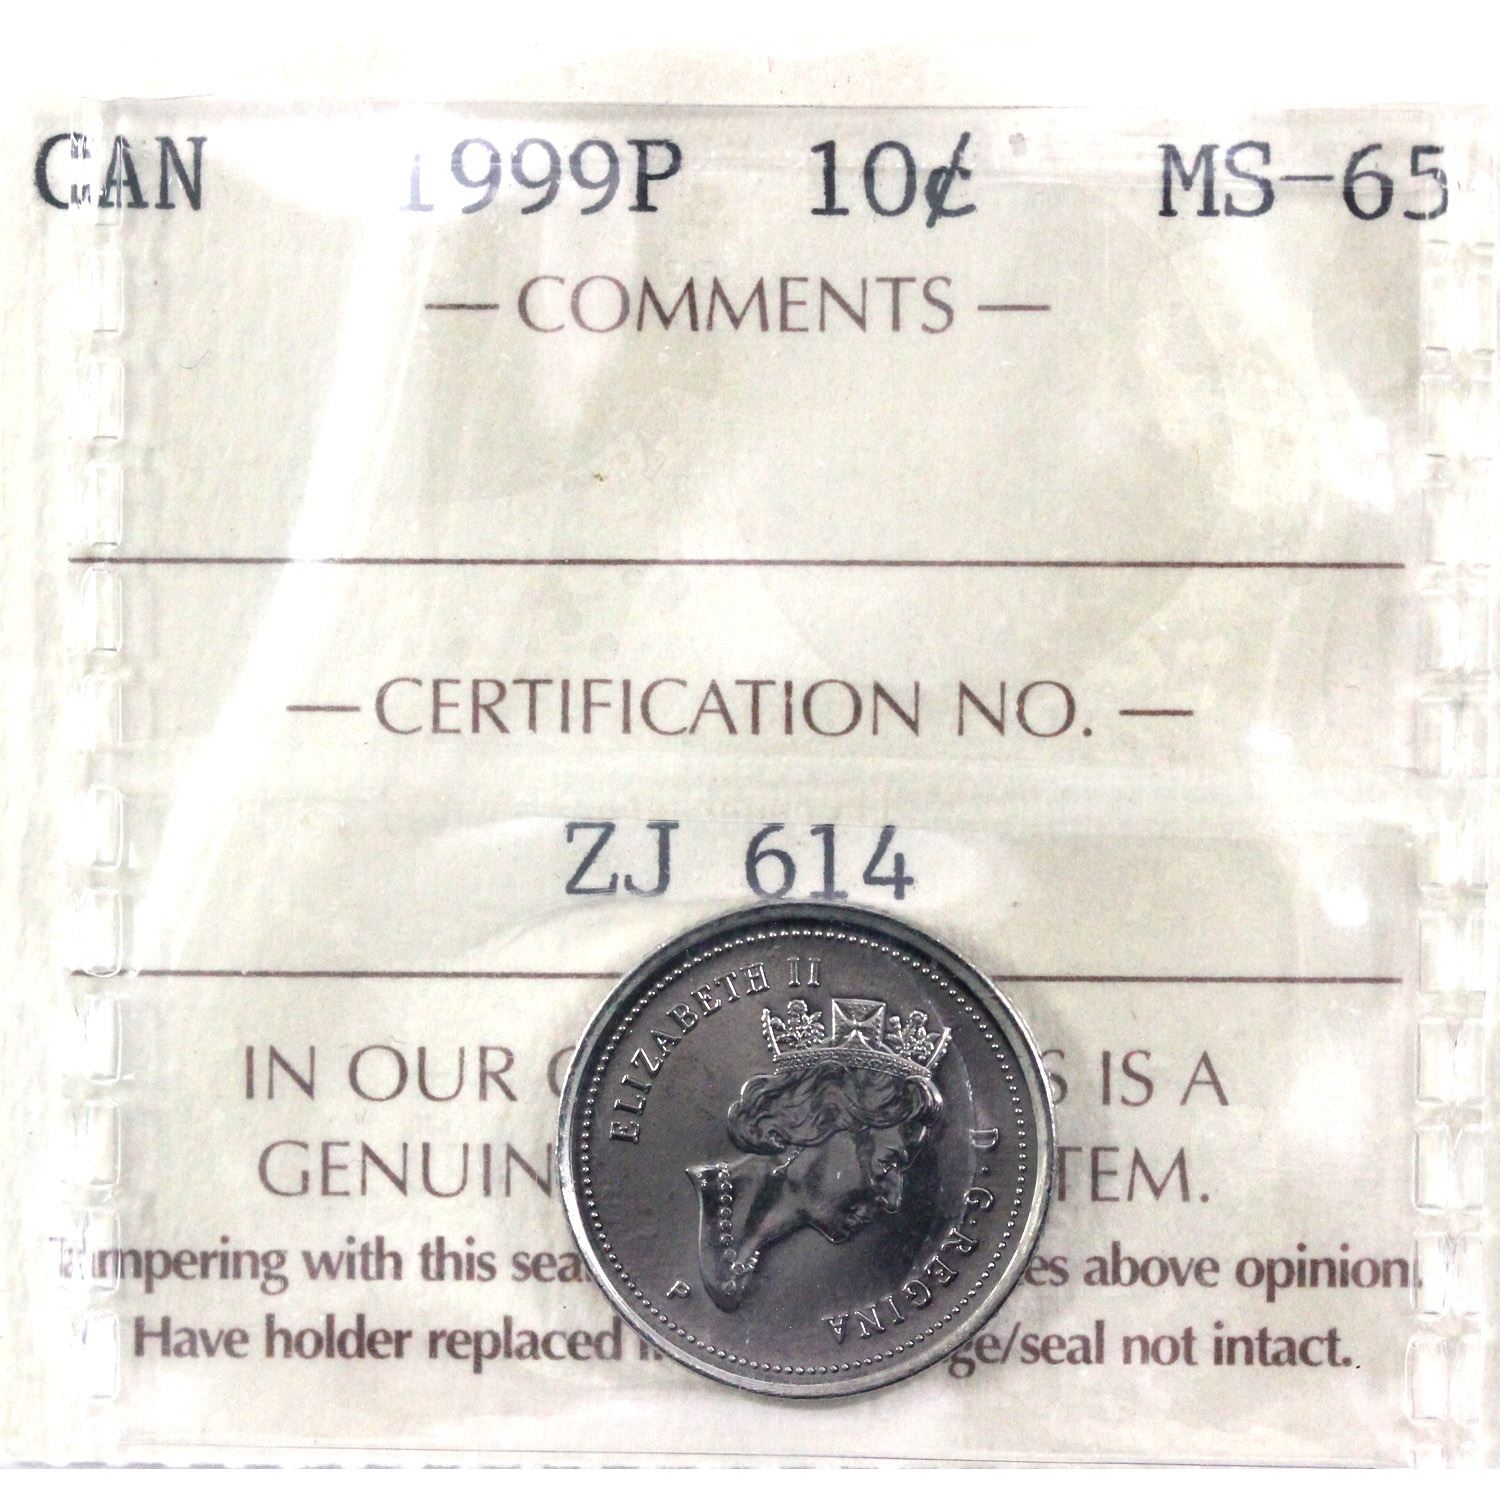 CAN 1999P 10¢ MS-65
— COMMENTS —
— CERTIFICATION NO. —
ZJ 614
IN OUR IS A
GENUIN TEM.
Tampering with this sea es above opinion.
Have holder replaced ge/seal not intact.
ELIZABETH II
D·G·REGINA
P